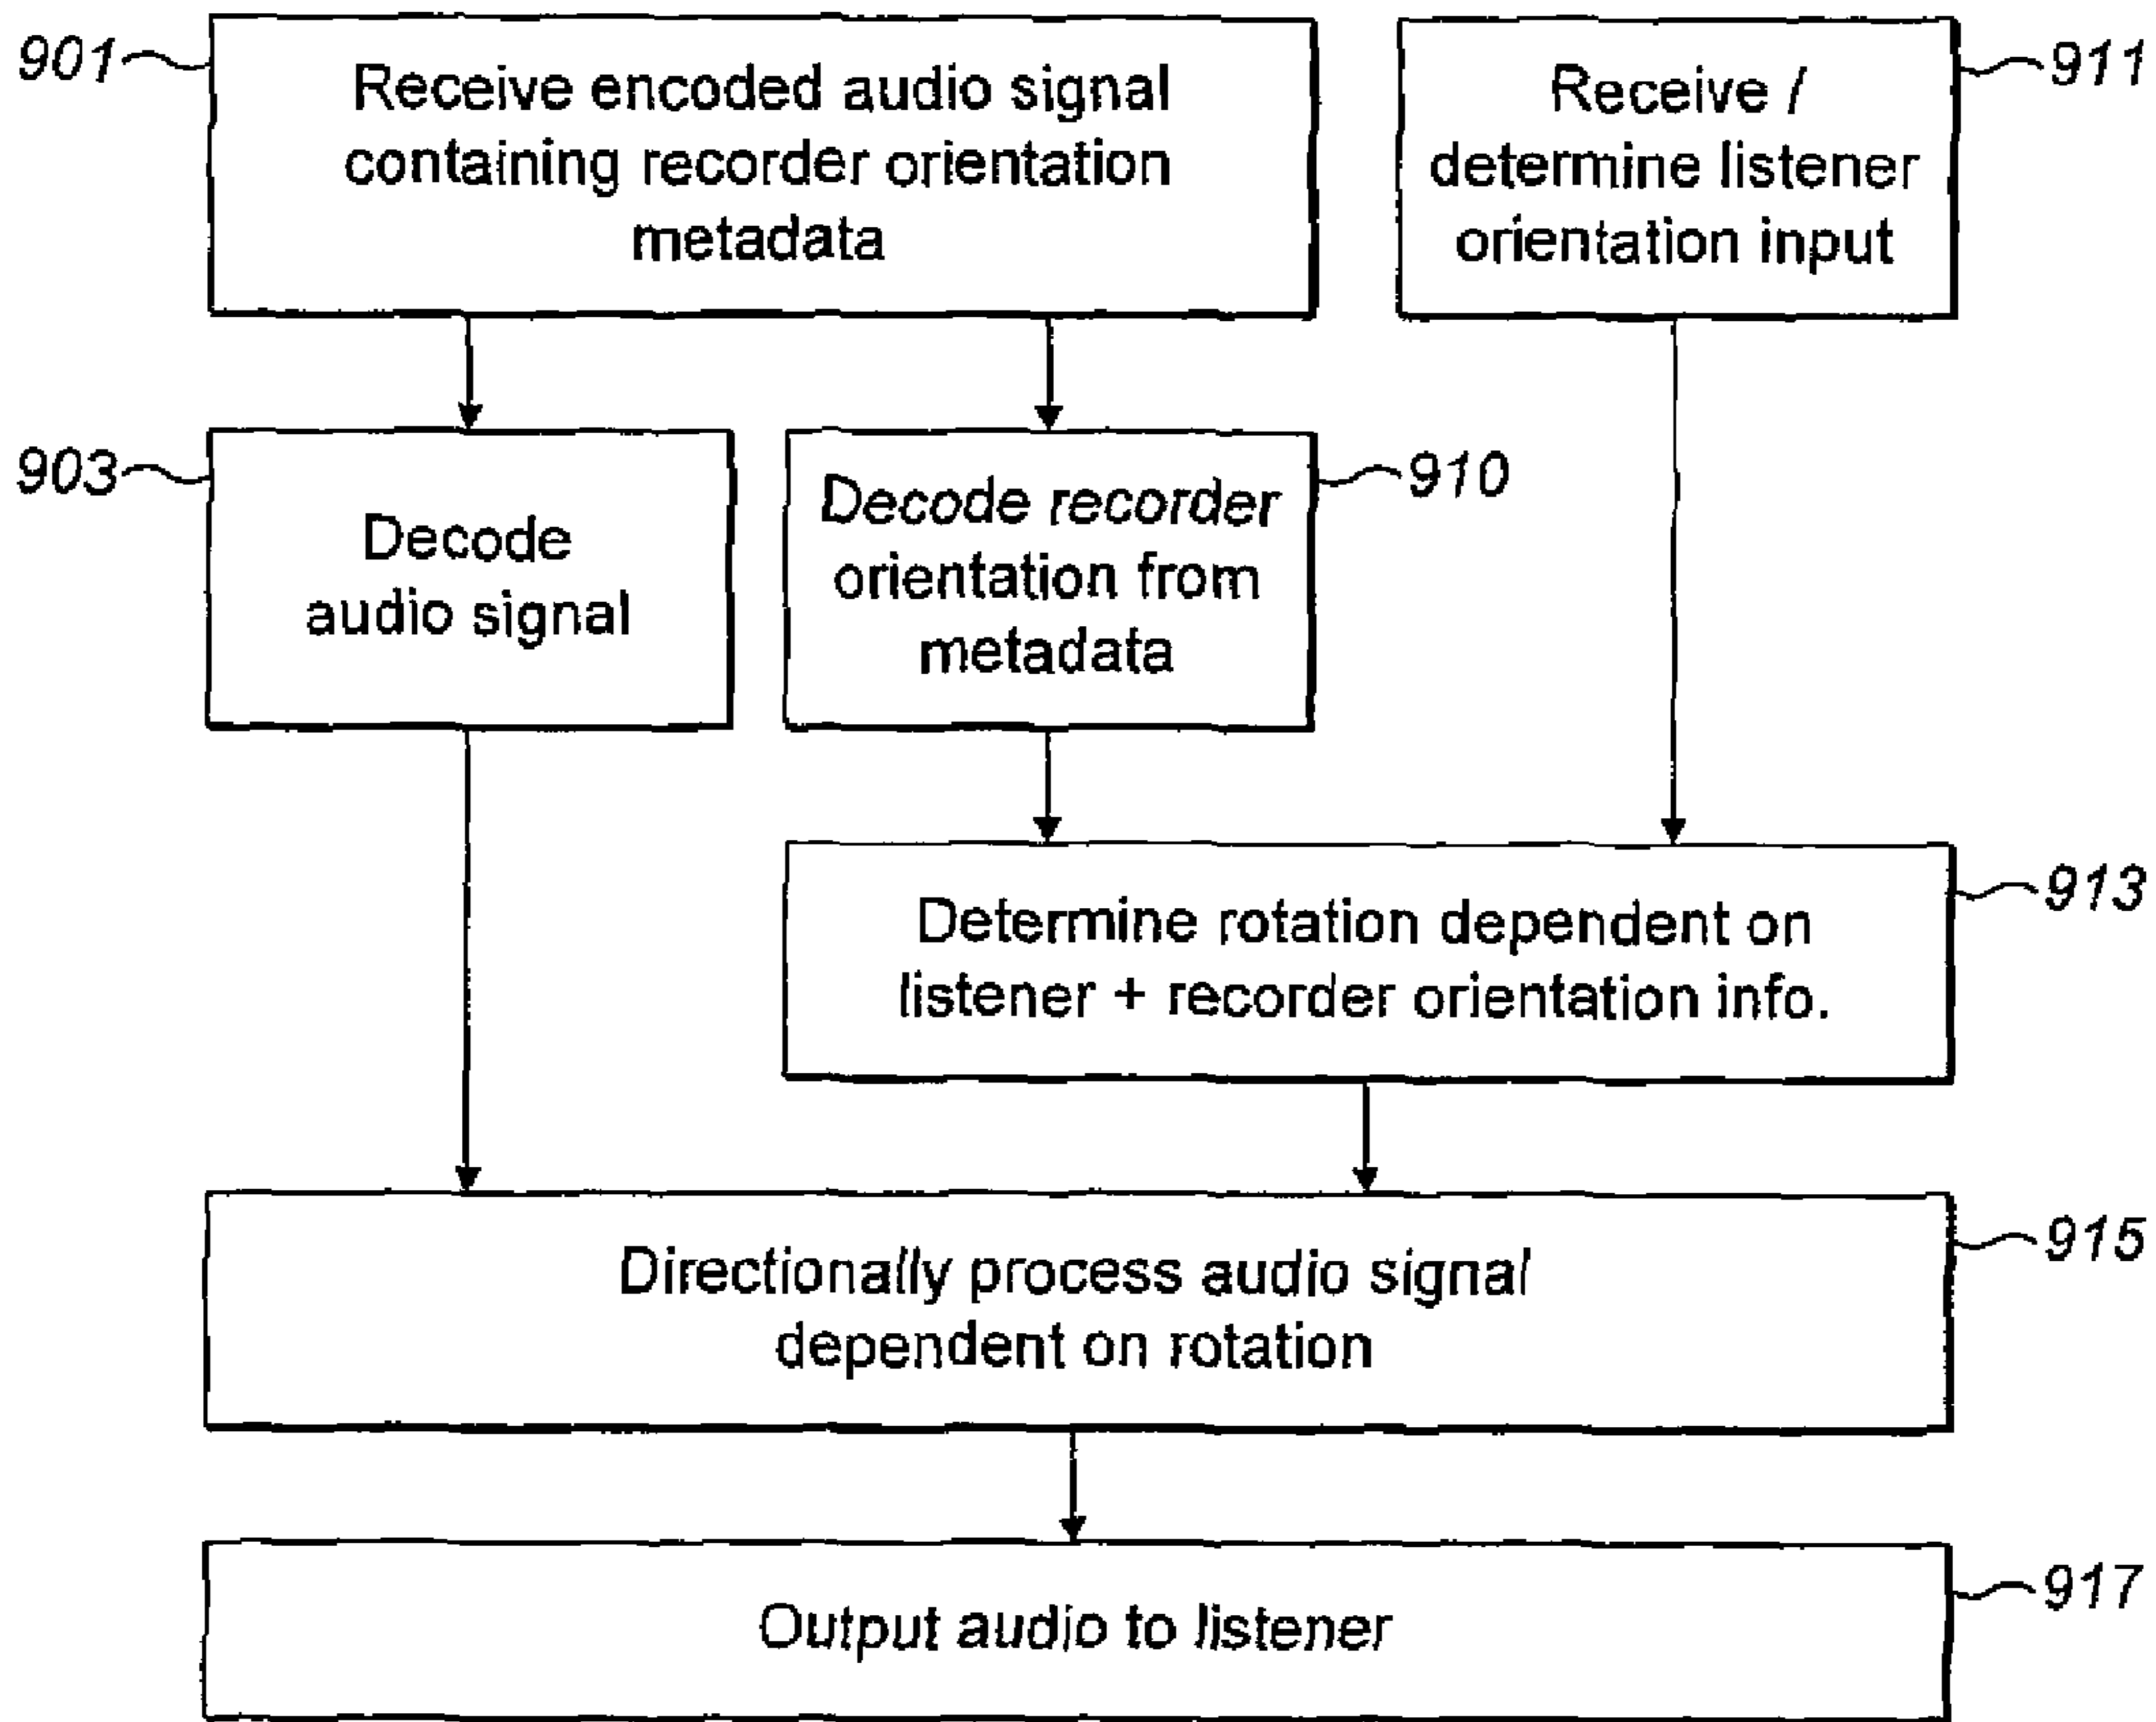 901
Receive encoded audio signal
containing recorder orientation
metadata
Receive /
determine listener
orientation input
911
903
Decode
audio signal
Decode recorder
orientation from
metadata
910
Determine rotation dependent on
listener + recorder orientation info.
913
Directionally process audio signal
dependent on rotation
915
Output audio to listener
917